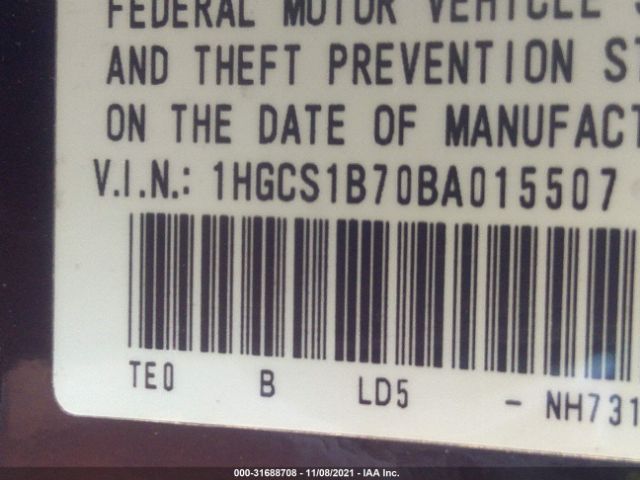 FEDERAL MOTOR VEHICLE
AND THEFT PREVENTION ST
ON THE DATE OF MANUFACT
V.I.N.: 1HGCS1B70BA015507
TE0 B LD5 - NH731
000-31688708 - 11/08/2021 - IAA Inc.